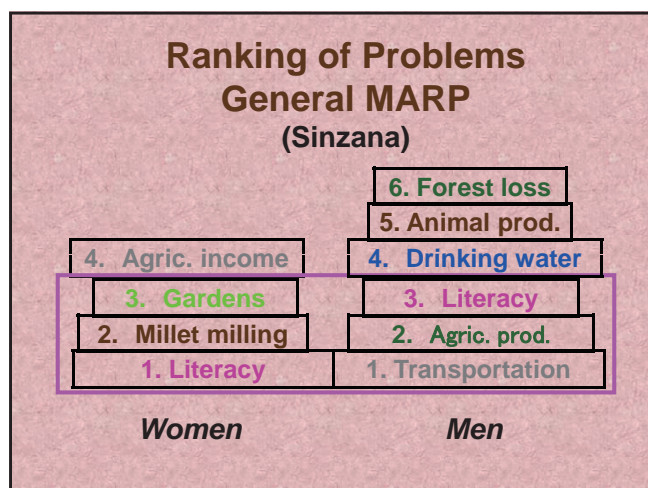 Ranking of Problems
General MARP
(Sinzana)
6. Forest loss
5. Animal prod.
4. Agric. income
4. Drinking water
3. Gardens
3. Literacy
2. Millet milling
2. Agric. prod.
1. Literacy
1. Transportation
Women
Men